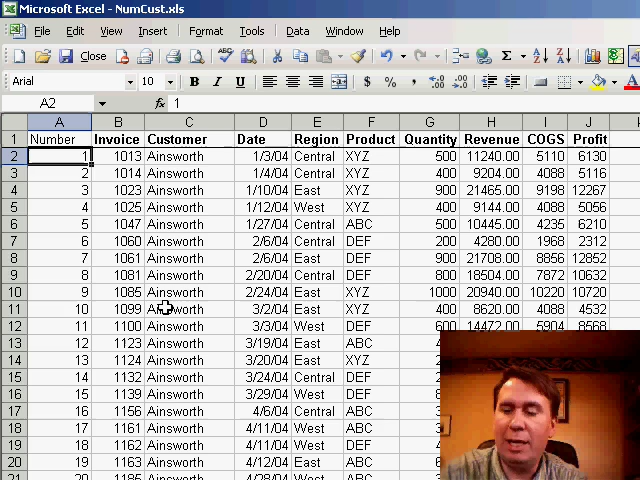 Microsoft Excel - NumCust.xls
File Edit View Insert Format Tools Data Window Help
Close
Arial 10 B I U $ % ,
A2 fx 1
A B C D E F G H I J
1 Number Invoice Customer Date Region Product Quantity Revenue COGS Profit
2 1 1013 Ainsworth 1/3/04 Central XYZ 500 11240.00 5110 6130
3 2 1014 Ainsworth 1/4/04 Central XYZ 400 9204.00 4088 5116
4 3 1023 Ainsworth 1/10/04 East XYZ 900 21465.00 9198 12267
5 4 1025 Ainsworth 1/12/04 West XYZ 400 9144.00 4088 5056
6 5 1047 Ainsworth 1/27/04 Central ABC 500 10445.00 4235 6210
7 6 1060 Ainsworth 2/6/04 Central DEF 200 4280.00 1968 2312
8 7 1061 Ainsworth 2/6/04 East DEF 900 21708.00 8856 12852
9 8 1081 Ainsworth 2/20/04 Central DEF 800 18504.00 7872 10632
10 9 1085 Ainsworth 2/24/04 East XYZ 1000 20940.00 10220 10720
11 10 1099 Ainsworth 3/2/04 East XYZ 400 8620.00 4088 4532
12 11 1100 Ainsworth 3/3/04 West DEF 600 14472.00 5904 8568
13 12 1123 Ainsworth 3/19/04 East ABC
14 13 1124 Ainsworth 3/20/04 East XYZ
15 14 1132 Ainsworth 3/24/04 Central DEF
16 15 1139 Ainsworth 3/29/04 West DEF
17 16 1156 Ainsworth 4/6/04 Central ABC
18 17 1161 Ainsworth 4/11/04 West ABC
19 18 1162 Ainsworth 4/11/04 West DEF
20 19 1163 Ainsworth 4/12/04 East ABC
21 20 1185 Ainsworth 4/28/04 West ABC